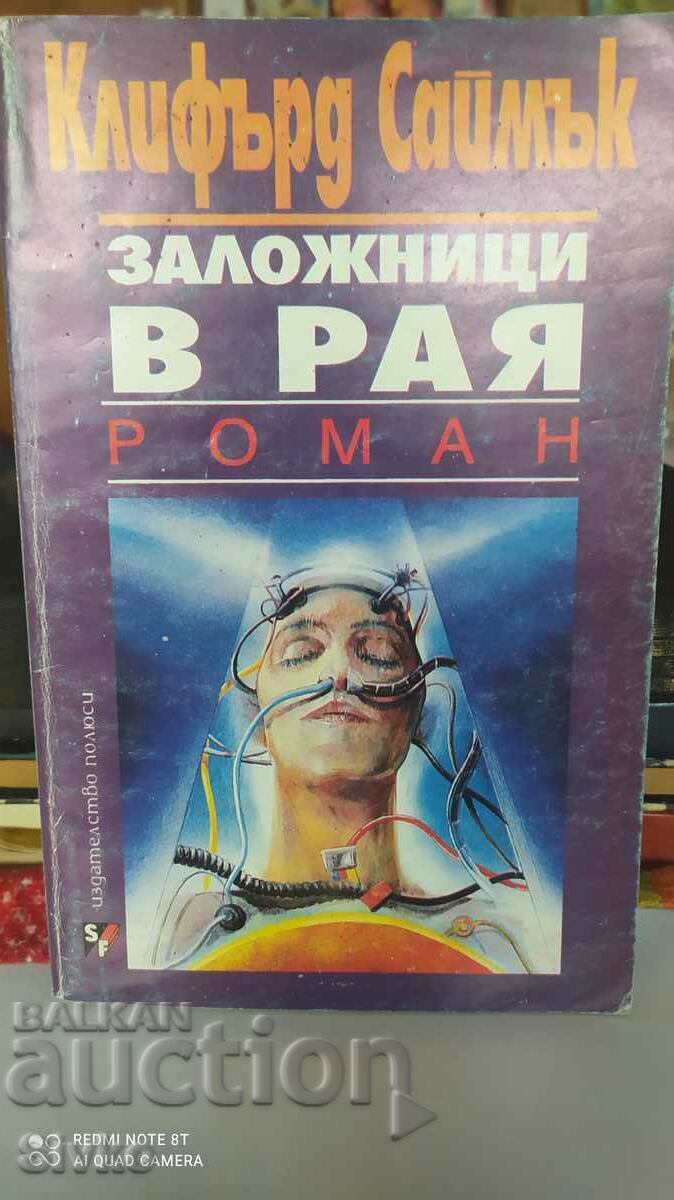 Клифърд Саймък
ЗАЛОЖНИЦИ
В РАЯ
РОМАН
издателство полюси
SF
BALKAN
auction
REDMI NOTE 8T
AI QUAD CAMERA